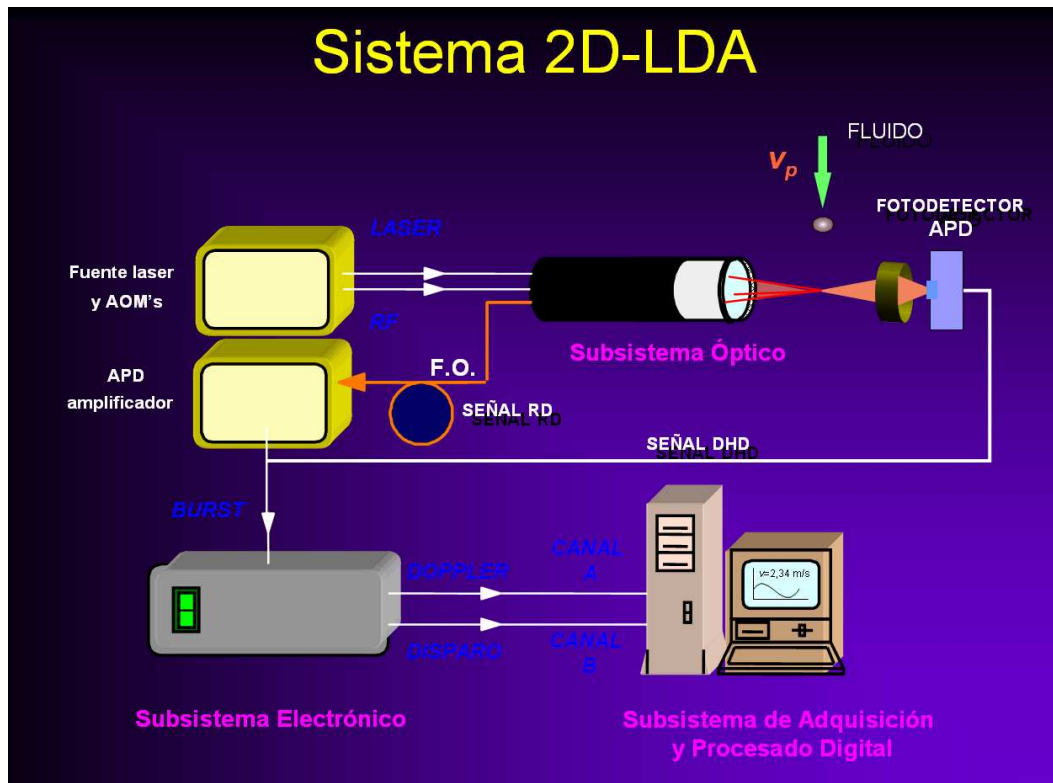 Sistema 2D-LDA
FLUIDO
Vp
FOTODETECTOR
APD
LASER
Fuente laser
y AOM's
RF
Subsistema Óptico
F.O.
APD
amplificador
SEÑAL RD
SEÑAL DHD
BURST
DOPPLER
CANAL
A
v=2,34 m/s
DISPARO
CANAL
B
Subsistema Electrónico
Subsistema de Adquisición
y Procesado Digital